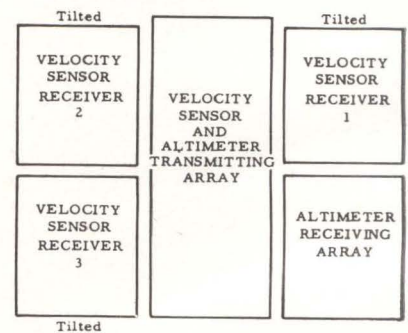 Tilted
VELOCITY
SENSOR
RECEIVER
2
VELOCITY
SENSOR
AND
ALTIMETER
TRANSMITTING
ARRAY
Tilted
VELOCITY
SENSOR
RECEIVER
1
VELOCITY
SENSOR
RECEIVER
3
Tilted
ALTIMETER
RECEIVING
ARRAY